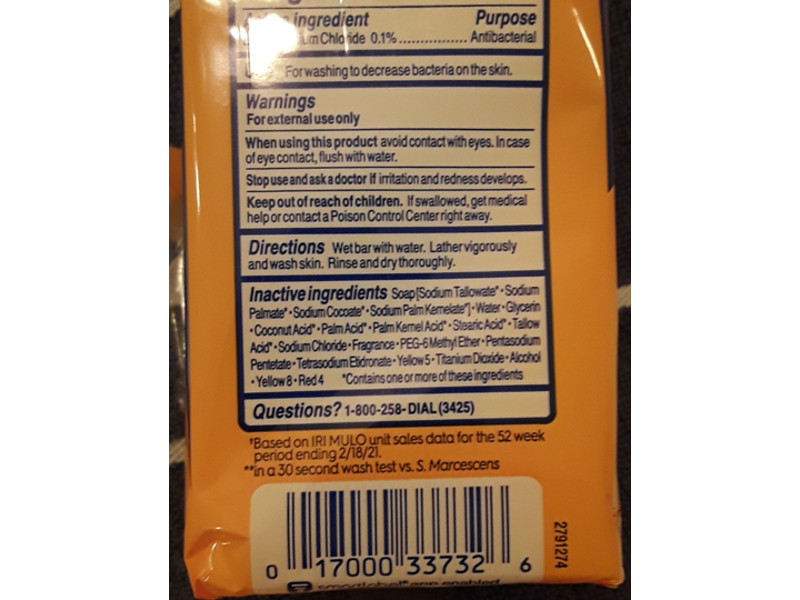 ingredient Purpose
Chloride 0.1%................ Antibacterial
For washing to decrease bacteria on the skin.
Warnings
For external use only
When using this product avoid contact with eyes. In case
of eye contact, flush with water.
Stop use and ask a doctor if irritation and redness develops.
Keep out of reach of children. If swallowed, get medical
help or contact a Poison Control Center right away.
Directions Wet bar with water. Lather vigorously
and wash skin. Rinse and dry thoroughly.
Inactive ingredients Soap [Sodium Tallowate* • Sodium
Palmate* • Sodium Cocoate* • Sodium Palm Kernelate*] • Water • Glycerin
• Coconut Acid* • Palm Acid* • Palm Kernel Acid* • Stearic Acid* • Tallow
Acid* • Sodium Chloride • Fragrance • PEG-6 Methyl Ether • Pentasodium
Pentetate • Tetrasodium Etidronate • Yellow 5 • Titanium Dioxide • Alcohol
• Yellow 8 • Red 4 *Contains one or more of these ingredients
Questions? 1-800-258-DIAL (3425)
†Based on IRI MULO unit sales data for the 52 week
period ending 2/18/21.
**in a 30 second wash test vs. S. Marcescens
2791274
0 17000 33732 6
smartlabel® app enabled